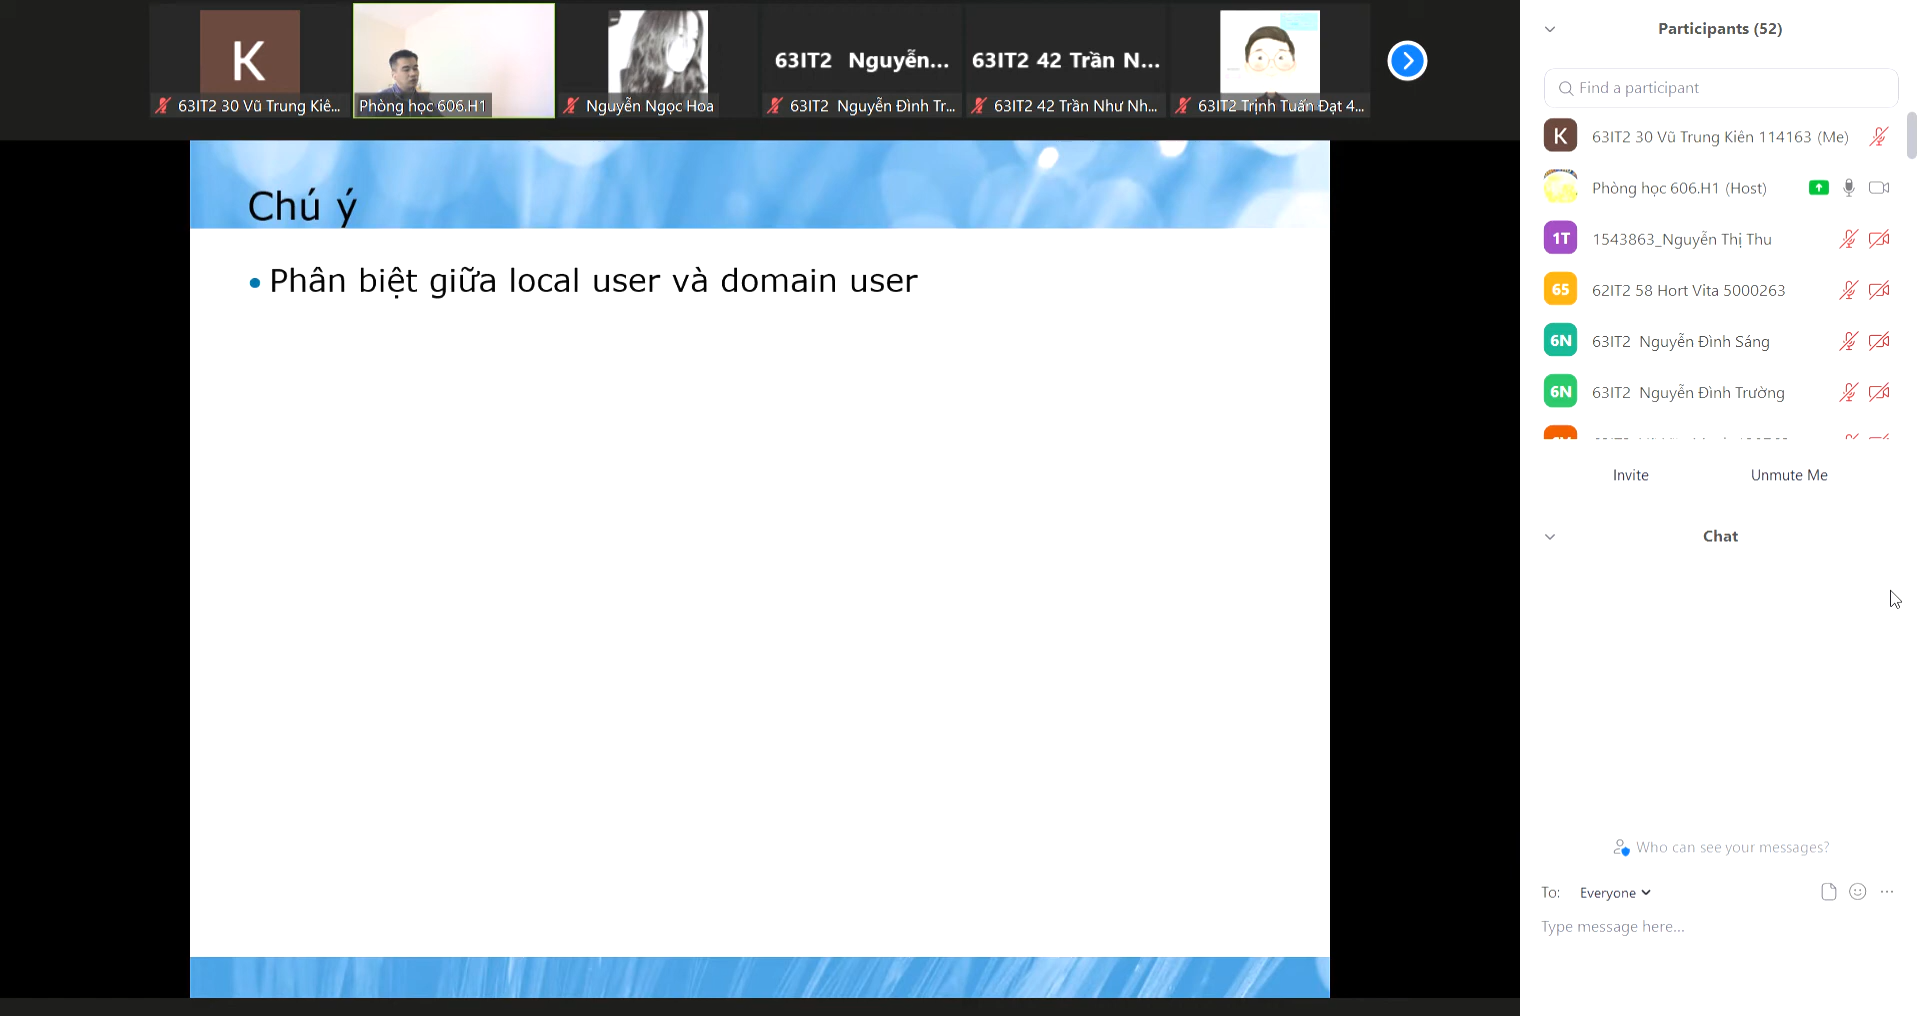 K
63IT2 30 Vũ Trung Kiê...
Phòng học 606.H1
Nguyễn Ngọc Hoa
63IT2 Nguyễn...
63IT2 Nguyễn Đình Tr...
63IT2 42 Trần N...
63IT2 42 Trần Như Nh...
63IT2 Trịnh Tuấn Đạt 4...
Chú ý
• Phân biệt giữa local user và domain user
Participants (52)
Find a participant
K 63IT2 30 Vũ Trung Kiên 114163 (Me)
Phòng học 606.H1 (Host)
1T 1543863_Nguyễn Thị Thu
65 62IT2 58 Hort Vita 5000263
6N 63IT2 Nguyễn Đình Sáng
6N 63IT2 Nguyễn Đình Trường
Invite
Unmute Me
Chat
Who can see your messages?
To: Everyone
Type message here...